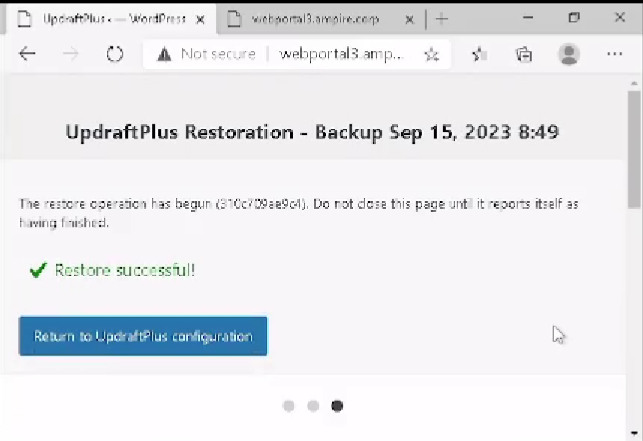 UpdraftPlus ‹ — WordPress
webportal3.ampire.corp
Not secure
webportal3.amp...
UpdraftPlus Restoration - Backup Sep 15, 2023 8:49
The restore operation has begun (310c709ae9c4). Do not close this page until it reports itself as
having finished.
Restore successful!
Return to UpdraftPlus configuration